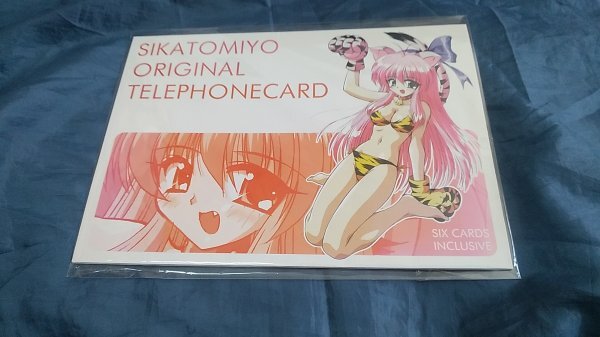 SIKATOMIYO
ORIGINAL
TELEPHONECARD
SIX CARDS
INCLUSIVE